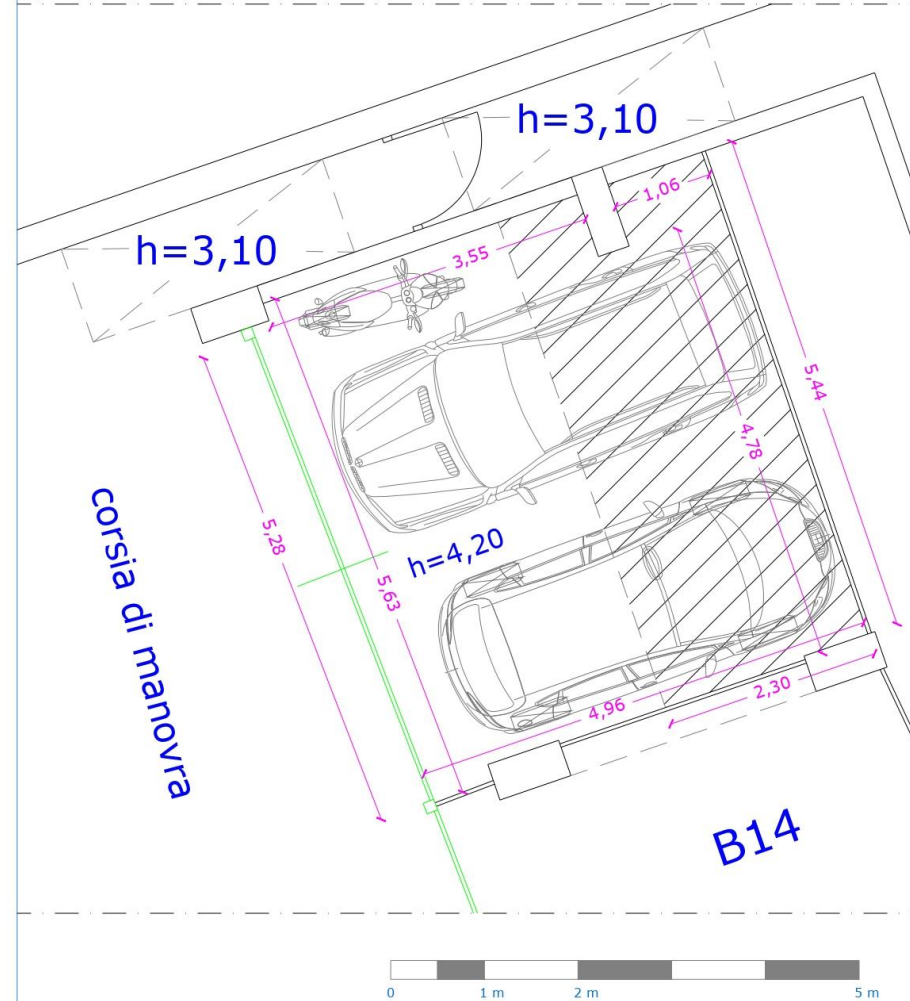 h=3,10
1,06
h=3,10
3,55
5,44
4,78
corsia di manovra
5,28
h=4,20
5,63
4,96
2,30
B14
0
1 m
2 m
5 m